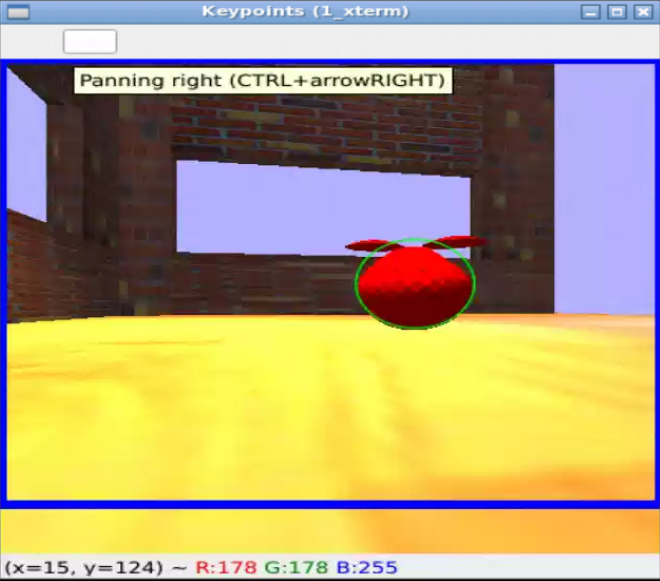 Keypoints (1_xterm)
Panning right (CTRL+arrowRIGHT)
(x=15, y=124) ~ R:178 G:178 B:255